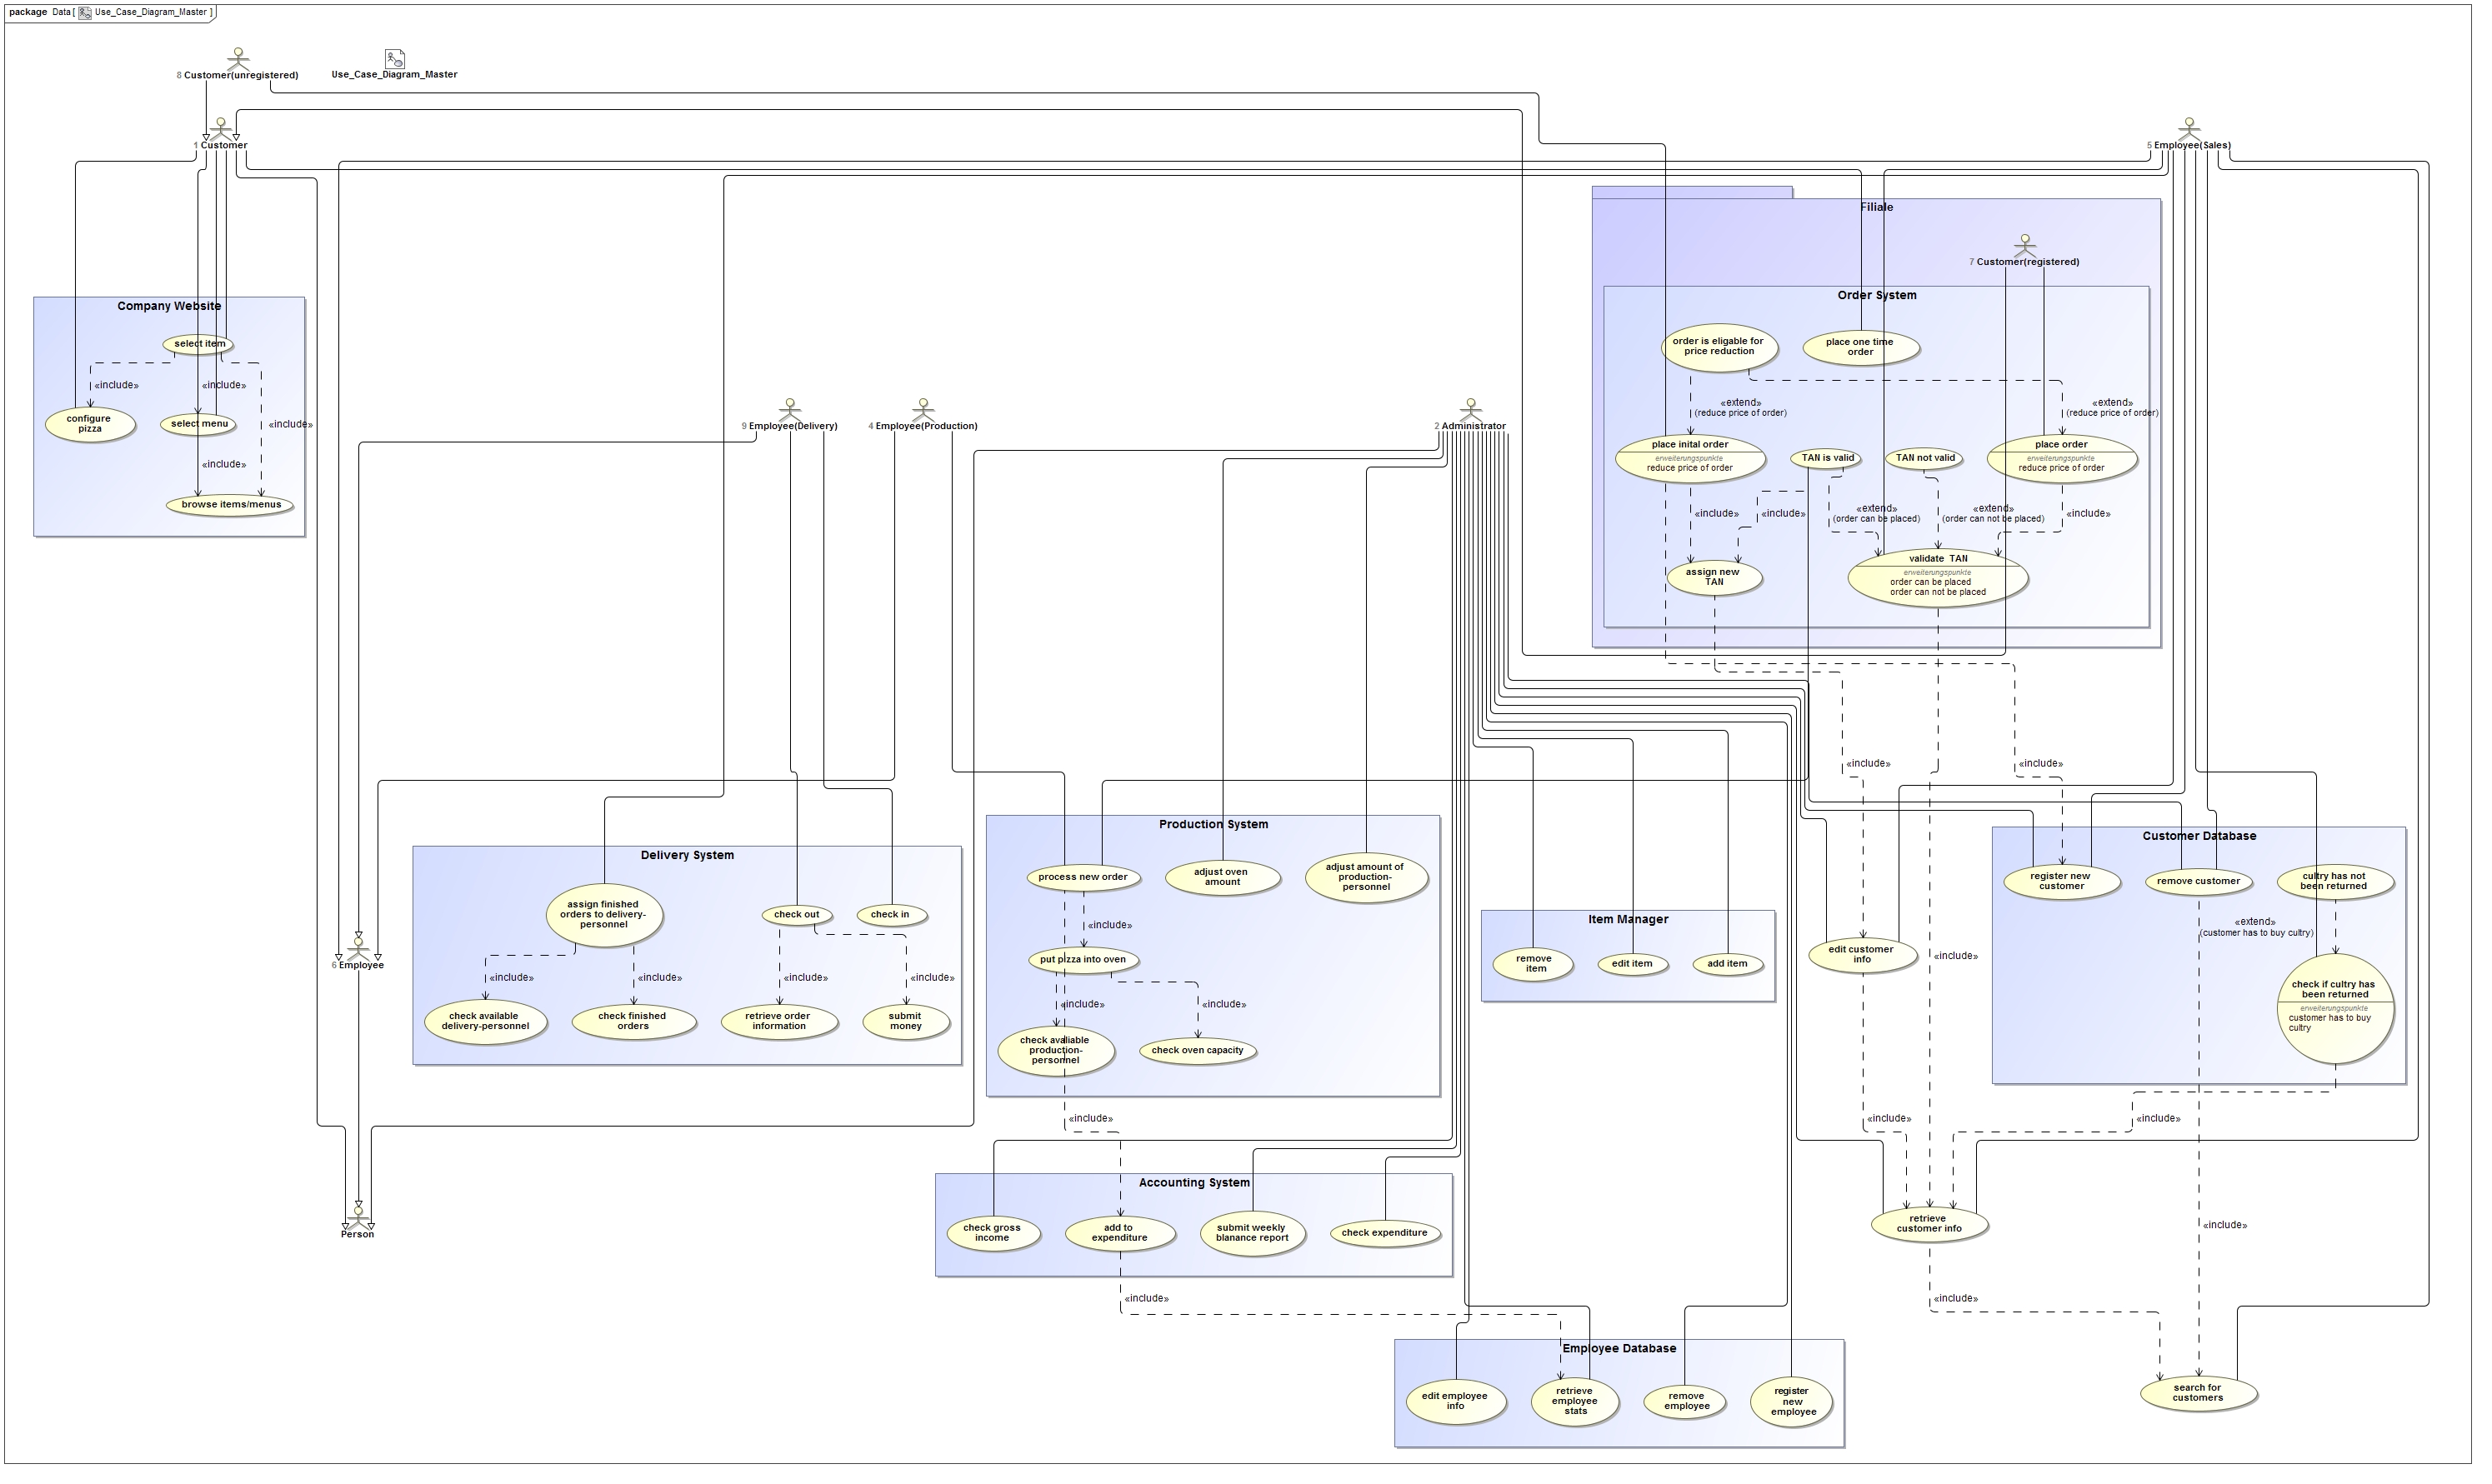 package Data[ Use_Case_Diagram_Master ]
8 Customer(unregistered)
Use_Case_Diagram_Master
1 Customer
5 Employee(Sales)
Filiale
7 Customer(registered)
Company Website
select item
«include»
«include»
«include»
configure
pizza
select menu
«include»
browse items/menus
Order System
order is eligable for
price reduction
place one time
order
«extend»
(reduce price of order)
«extend»
(reduce price of order)
place inital order
erweiterungspunkte
reduce price of order
TAN is valid
TAN not valid
place order
erweiterungspunkte
reduce price of order
«include»
«include»
«extend»
(order can be placed)
«extend»
(order can not be placed)
«include»
assign new
TAN
validate TAN
erweiterungspunkte
order can be placed
order can not be placed
9 Employee(Delivery)
4 Employee(Production)
2 Administrator
«include»
«include»
Delivery System
assign finished
orders to delivery-
personnel
check out
check in
«include»
«include»
«include»
«include»
check available
delivery-personnel
check finished
orders
retrieve order
information
submit
money
6 Employee
Person
Production System
process new order
adjust oven
amount
adjust amount of
production-
personnel
«include»
put pizza into oven
«include»
«include»
check avaliable
production-
personnel
check oven capacity
«include»
Item Manager
remove
item
edit item
add item
edit customer
info
«include»
Customer Database
register new
customer
remove customer
cultry has not
been returned
«extend»
(customer has to buy cultry)
check if cultry has
been returned
erweiterungspunkte
customer has to buy
cultry
«include»
«include»
Accounting System
check gross
income
add to
expenditure
submit weekly
blanance report
check expenditure
retrieve
customer info
«include»
«include»
«include»
Employee Database
edit employee
info
retrieve
employee
stats
remove
employee
register
new
employee
search for
customers